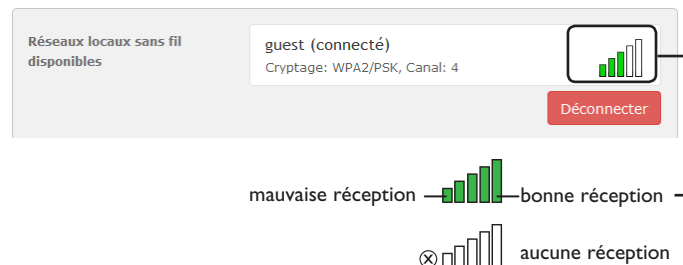 Réseaux locaux sans fil
disponibles
guest (connecté)
Cryptage: WPA2/PSK, Canal: 4
Déconnecter
mauvaise réception
bonne réception
aucune réception